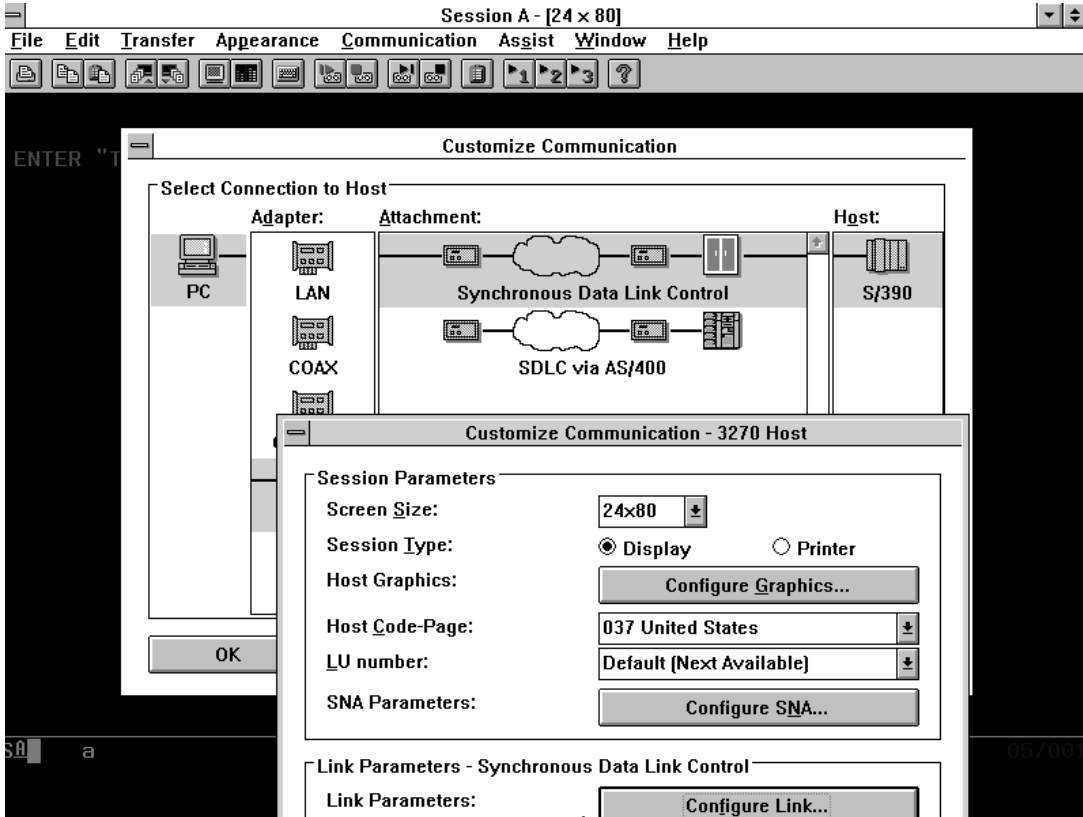 Session A - [24 x 80]
File Edit Transfer Appearance Communication Assist Window Help
1 2 3 ?
ENTER "T
Customize Communication
Select Connection to Host
Adapter: Attachment: Host:
PC LAN Synchronous Data Link Control S/390
COAX SDLC via AS/400
Customize Communication - 3270 Host
Session Parameters
Screen Size: 24x80
Session Type: Display Printer
Host Graphics: Configure Graphics...
Host Code-Page: 037 United States
LU number: Default (Next Available)
SNA Parameters: Configure SNA...
OK
SA a 05/001
Link Parameters - Synchronous Data Link Control
Link Parameters: Configure Link...